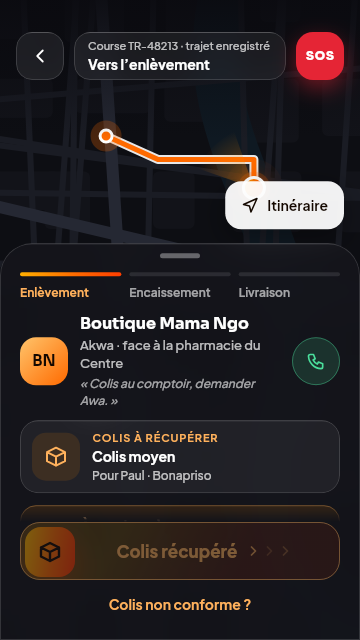 Course TR-48213 · trajet enregistré
Vers l'enlèvement
SOS
Itinéraire
Enlèvement
Encaissement
Livraison
BN
Boutique Mama Ngo
Akwa · face à la pharmacie du
Centre
« Colis au comptoir, demander
Awa. »
COLIS À RÉCUPÉRER
Colis moyen
Pour Paul · Bonapriso
Colis récupéré
Colis non conforme ?